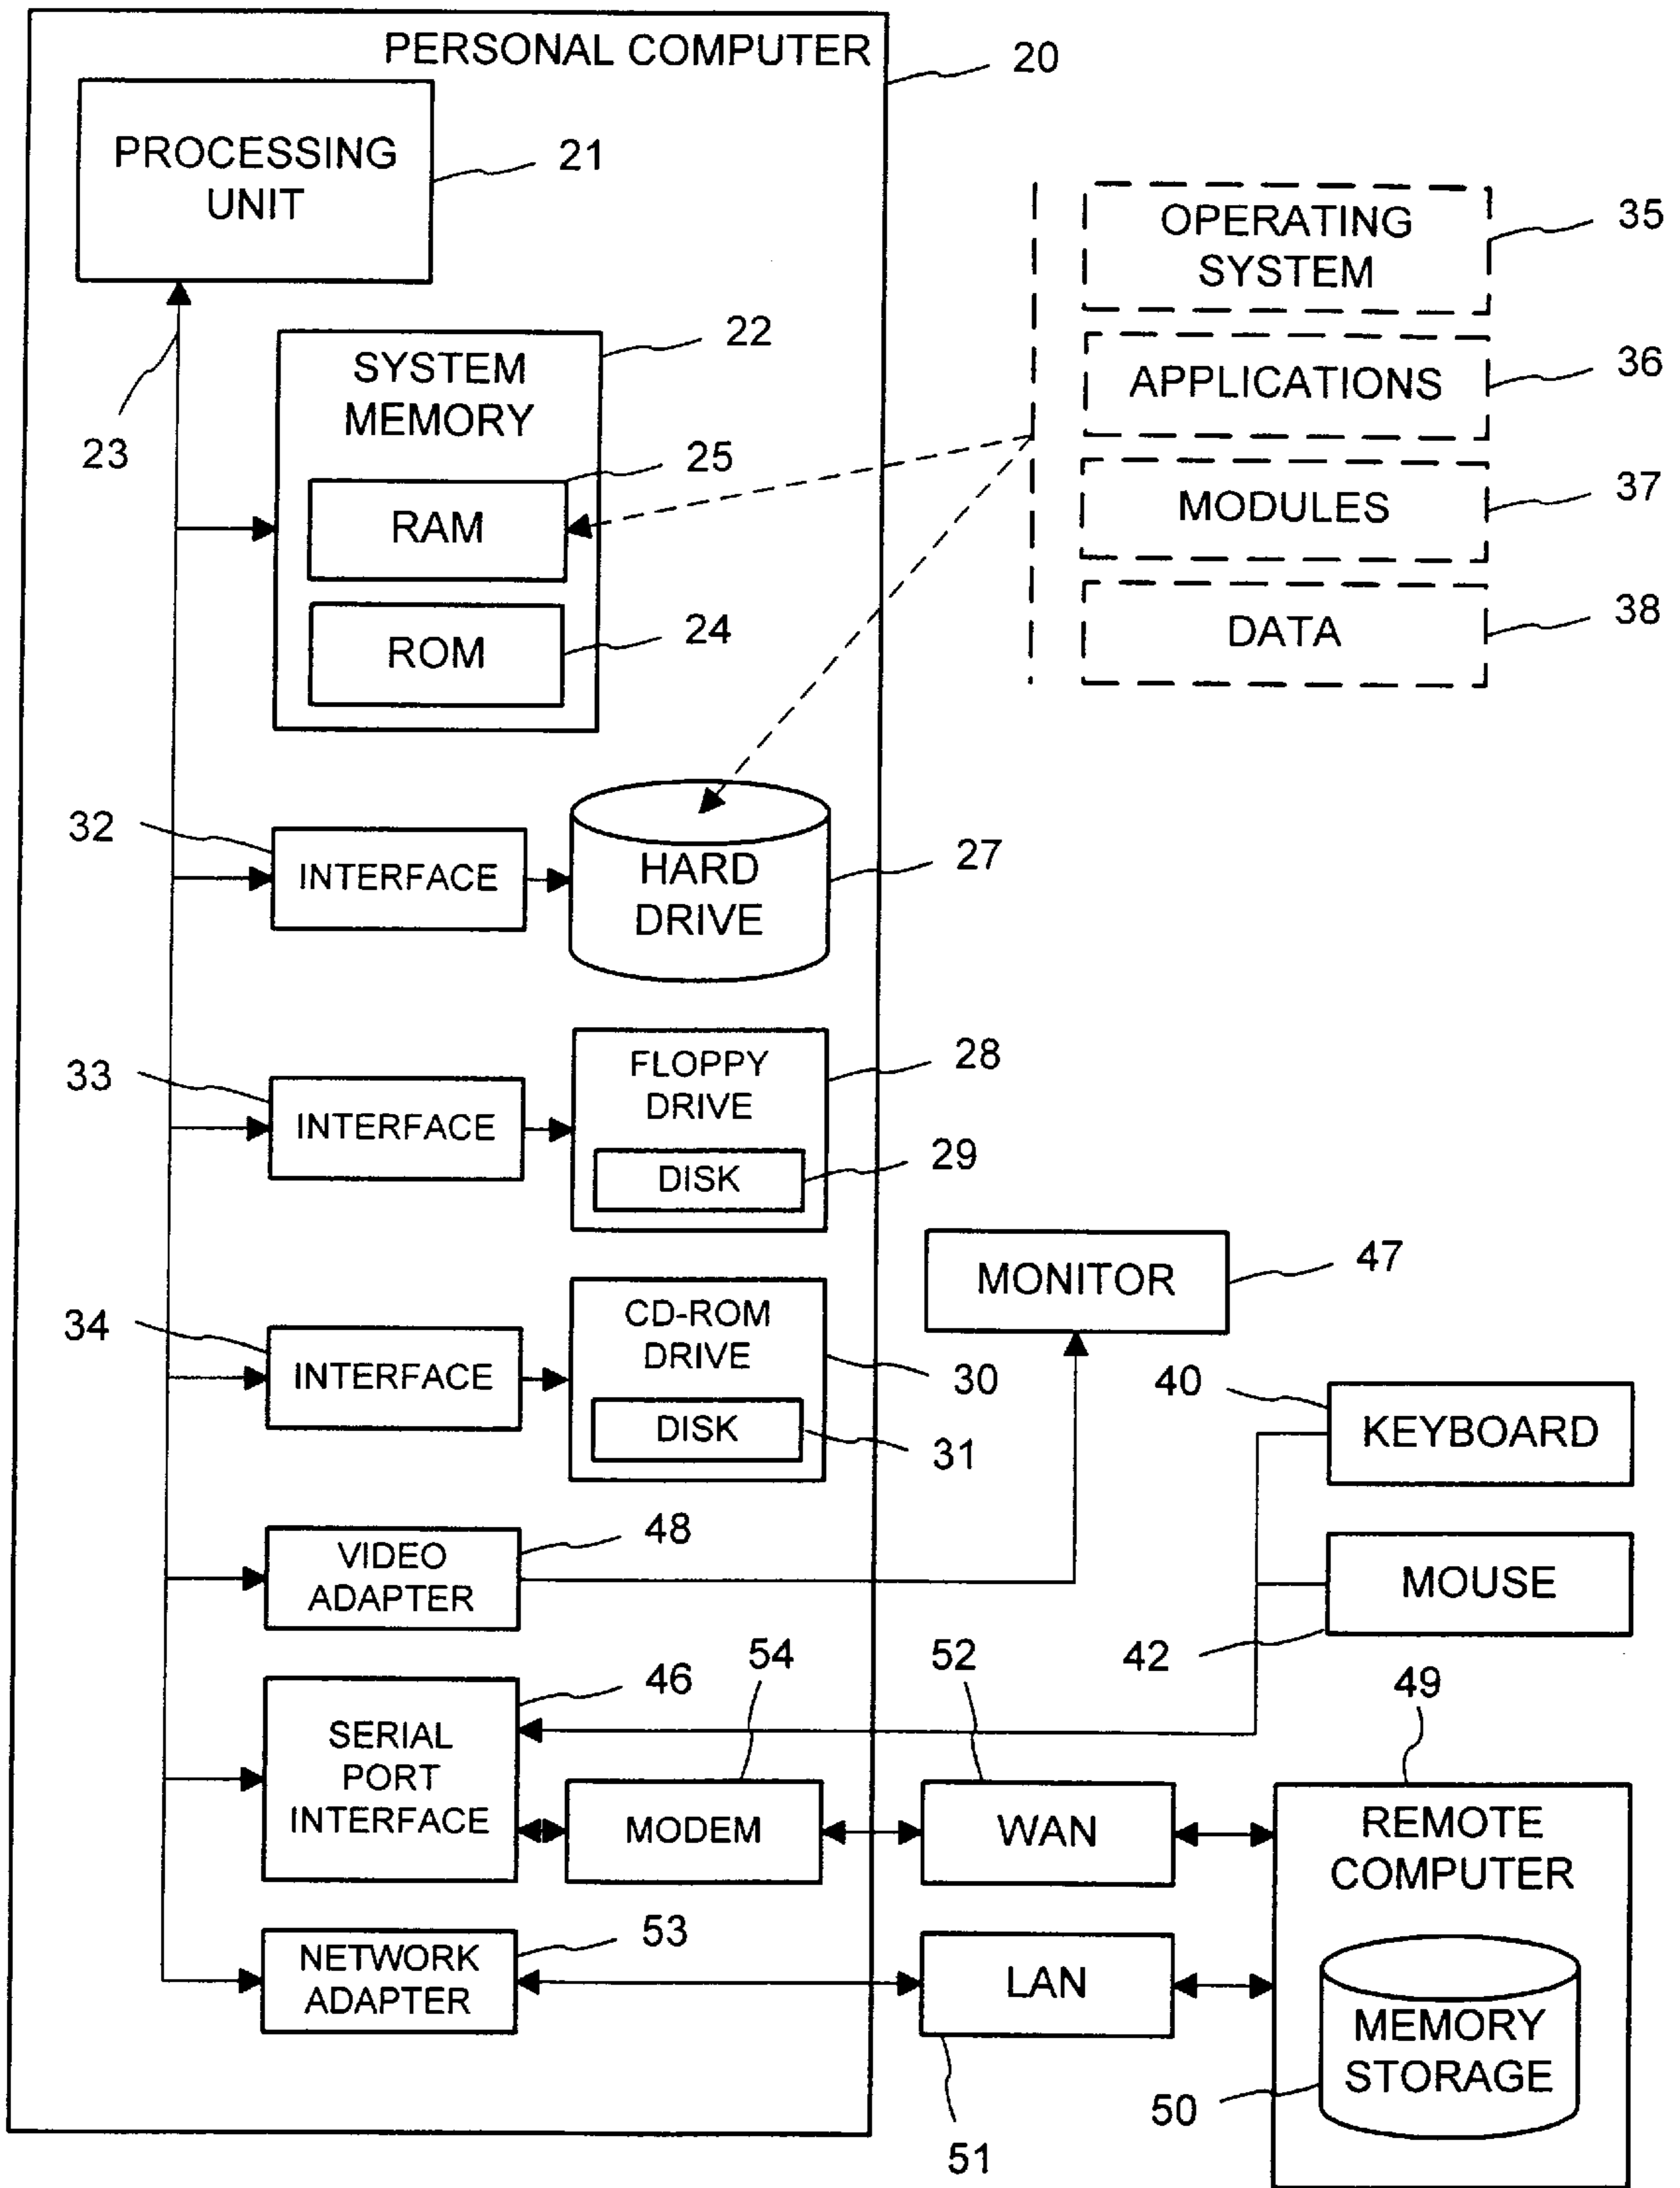 PERSONAL COMPUTER
20
PROCESSING
UNIT
21
23
SYSTEM
MEMORY
22
RAM
25
ROM
24
OPERATING
SYSTEM
35
APPLICATIONS
36
MODULES
37
DATA
38
32
INTERFACE
HARD
DRIVE
27
33
INTERFACE
FLOPPY
DRIVE
28
DISK
29
34
INTERFACE
CD-ROM
DRIVE
30
DISK
31
MONITOR
47
40
KEYBOARD
MOUSE
42
VIDEO
ADAPTER
48
SERIAL
PORT
INTERFACE
46
54
MODEM
52
WAN
49
REMOTE
COMPUTER
NETWORK
ADAPTER
53
LAN
51
MEMORY
STORAGE
50